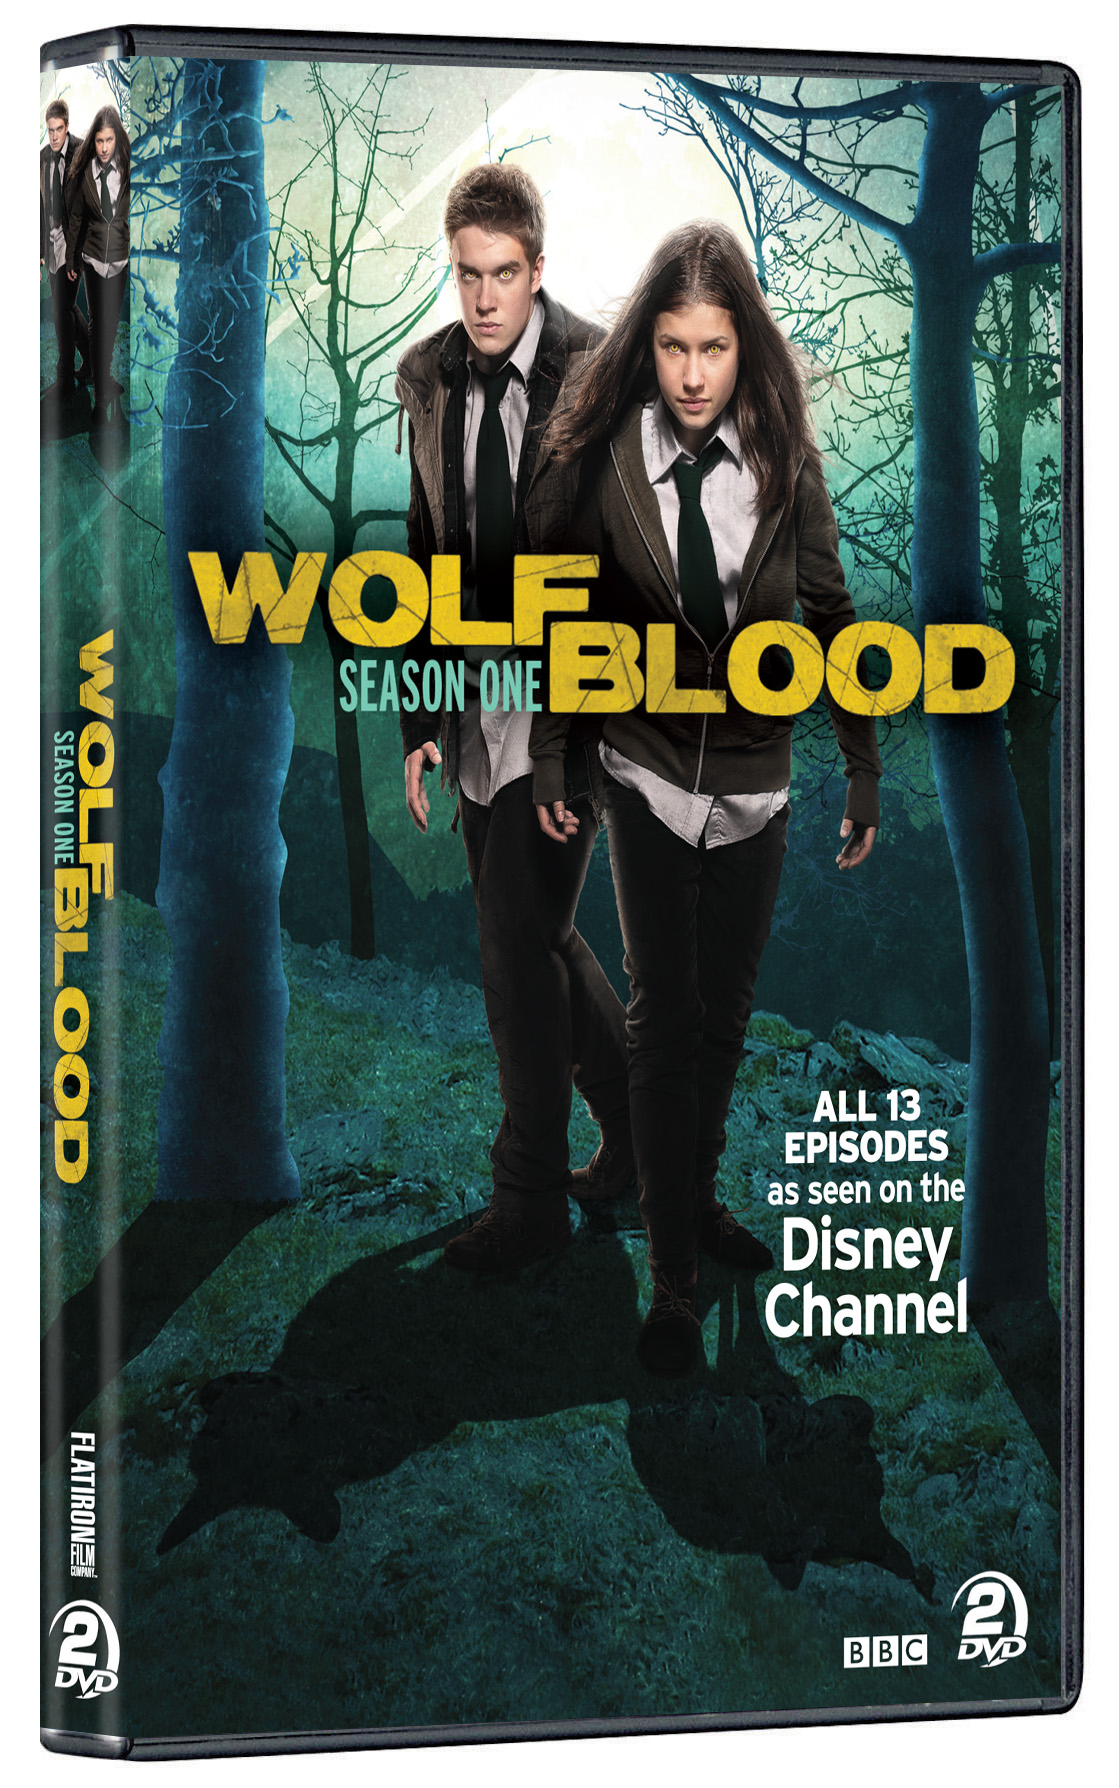 WOLF
SEASON ONE
BLOOD
ALL 13
EPISODES
as seen on the
Disney
Channel
BBC
2
DVD
WOLF
SEASON ONE
BLOOD
FLATIRON
FILM
COMPANY
2
DVD